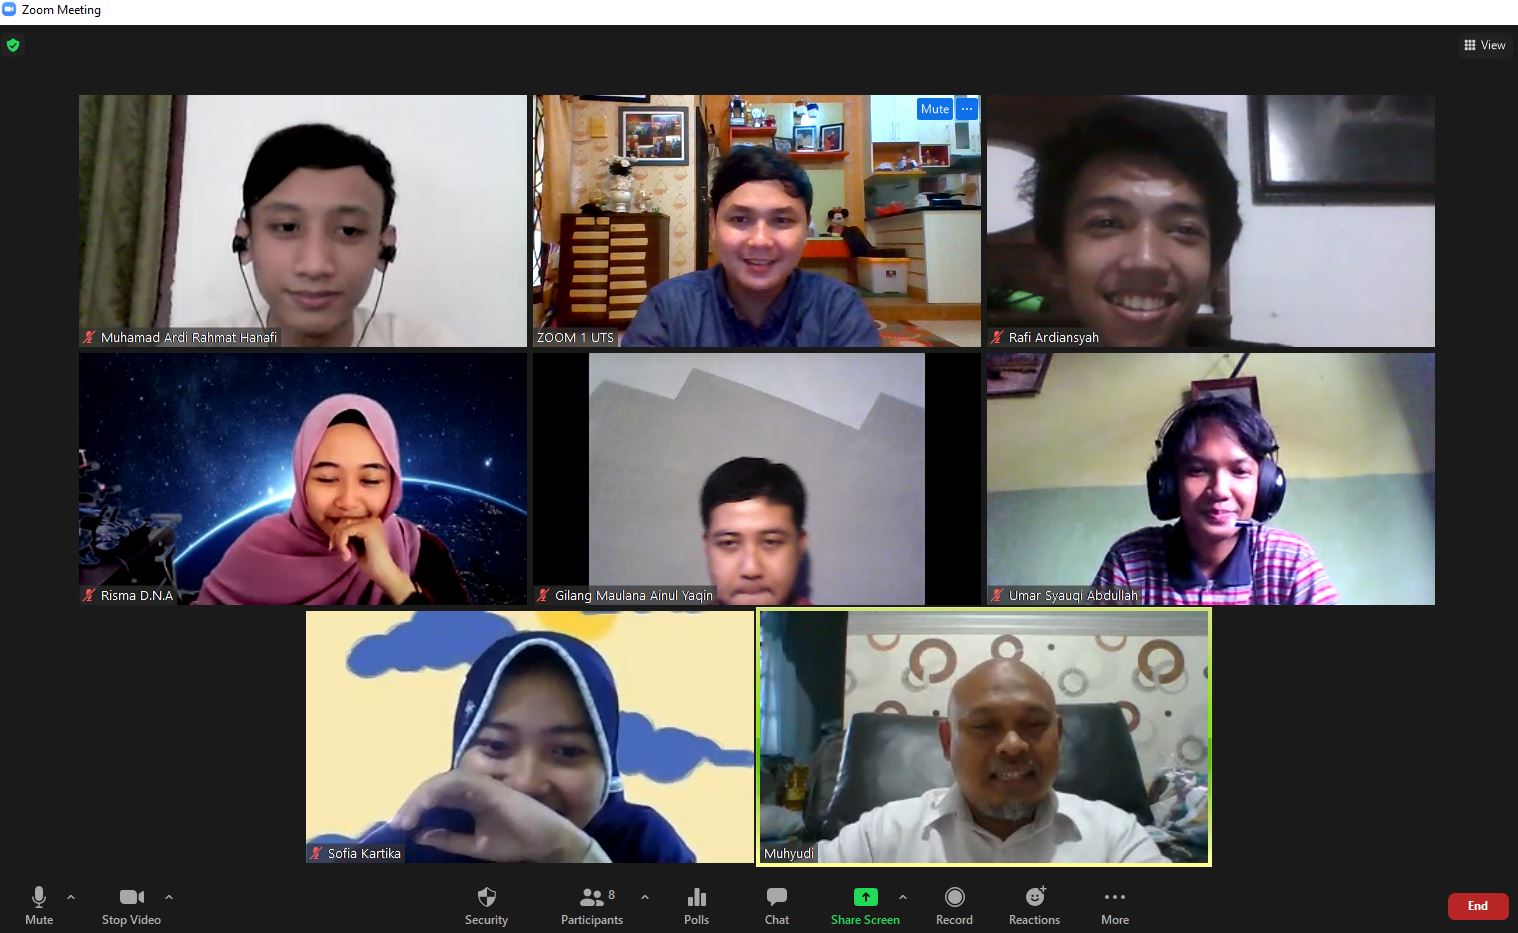 Zoom Meeting
View
Mute
Muhamad Ardi Rahmat Hanafi
ZOOM 1 UTS
Rafi Ardiansyah
Risma D.N.A
Gilang Maulana Ainul Yaqin
Umar Syauqi Abdullah
Sofia Kartika
Muhyudi
Mute
Stop Video
Security
Participants
8
Polls
Chat
Share Screen
Record
Reactions
More
End